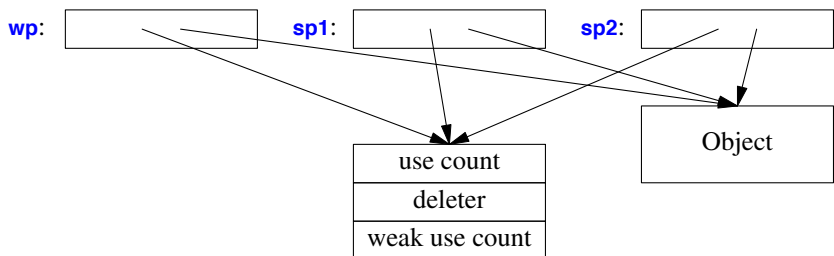 wp: sp1: sp2:
Object
use count
deleter
weak use count